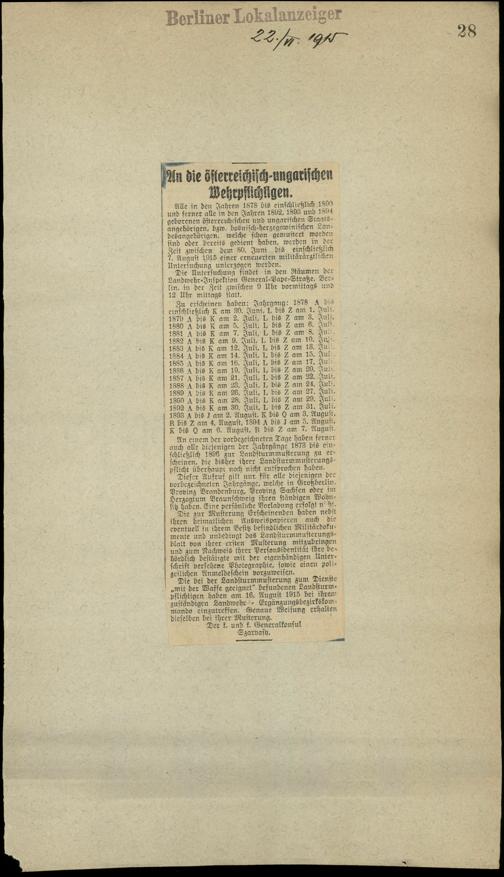 Berliner Lokalanzeiger
28
22./VI. 1915
An die österreichisch-ungarischen
Wehrpflichtigen.
Alle in den Jahren 1878 bis einschließlich 1890
und ferner alle in den Jahren 1892, 1893 und 1894
geborenen österreichischen und ungarischen Staats-
angehörigen, bzw. bosnisch-herzegowinischen Lan-
desangehörigen, welche schon gemustert worden
sind oder bereits gedient haben, werden in der
Zeit zwischen dem 30. Juni bis einschließlich
7. August 1915 einer erneuerten militärärztlichen
Untersuchung unterzogen werden.
Die Untersuchung findet in den Räumen der
Landwehr-Inspektion General-Pape-Straße, Ber-
lin, in der Zeit zwischen 9 Uhr vormittags und
12 Uhr mittags statt.
Zu erscheinen haben: Jahrgang: 1878 A bis
einschließlich K am 30. Juni, L bis Z am 1. Juli,
1879 A bis K am 2. Juli, L bis Z am 3. Juli,
1880 A bis K am 5. Juli, L bis Z am 6. Juli,
1881 A bis K am 7. Juli, L bis Z am 8. Juli,
1882 A bis K am 9. Juli, L bis Z am 10. Juli,
1883 A bis K am 12. Juli, L bis Z am 13. Juli,
1884 A bis K am 14. Juli, L bis Z am 15. Juli,
1885 A bis K am 16. Juli, L bis Z am 17. Juli,
1886 A bis K am 19. Juli, L bis Z am 20. Juli,
1887 A bis K am 21. Juli, L bis Z am 22. Juli,
1888 A bis K am 23. Juli, L bis Z am 24. Juli,
1889 A bis K am 26. Juli, L bis Z am 27. Juli,
1890 A bis K am 28. Juli, L bis Z am 29. Juli,
1892 A bis K am 30. Juli, L bis Z am 31. Juli,
1893 A bis J am 2. August, K bis Q am 3. August,
R bis Z am 4. August, 1894 A bis J am 5. August,
K bis Q am 6. August, R bis Z am 7. August.
An einem der vorbezeichneten Tage haben ferner
auch alle diejenigen der Jahrgänge 1873 bis ein-
schließlich 1896 zur Landsturmmusterung zu er-
scheinen, die bisher ihrer Landsturmmusterungs-
pflicht überhaupt noch nicht entsprochen haben.
Dieser Aufruf gilt nur für alle diejenigen der
vorbezeichneten Jahrgänge, welche in Großberlin,
Provinz Brandenburg, Provinz Sachsen oder im
Herzogtum Braunschweig ihren ständigen Wohn-
sitz haben. Eine persönliche Vorladung erfolgt nicht.
Die zur Musterung Erscheinenden haben nebst
ihren heimatlichen Ausweispapieren auch die
eventuell in ihrem Besitz befindlichen Militärdoku-
mente und unbedingt das Landsturmmusterungs-
blatt von ihrer ersten Musterung mitzubringen
und zum Nachweis ihrer Personsidentität ihre be-
hördlich bestätigte mit der eigenhändigen Unter-
schrift versehene Photographie, sowie einen poli-
zeilichen Anmeldeschein vorzuweisen.
Die bei der Landsturmmusterung zum Dienste
„mit der Waffe geeignet" befundenen Landsturm-
pflichtigen haben am 16. August 1915 bei ihrem
zuständigen Landwehr- Ergänzungsbezirkskom-
mando einzutreffen. Genaue Weisung erhalten
dieselben bei ihrer Musterung.
Der k. und k. Generalkonsul
Szarvasy.